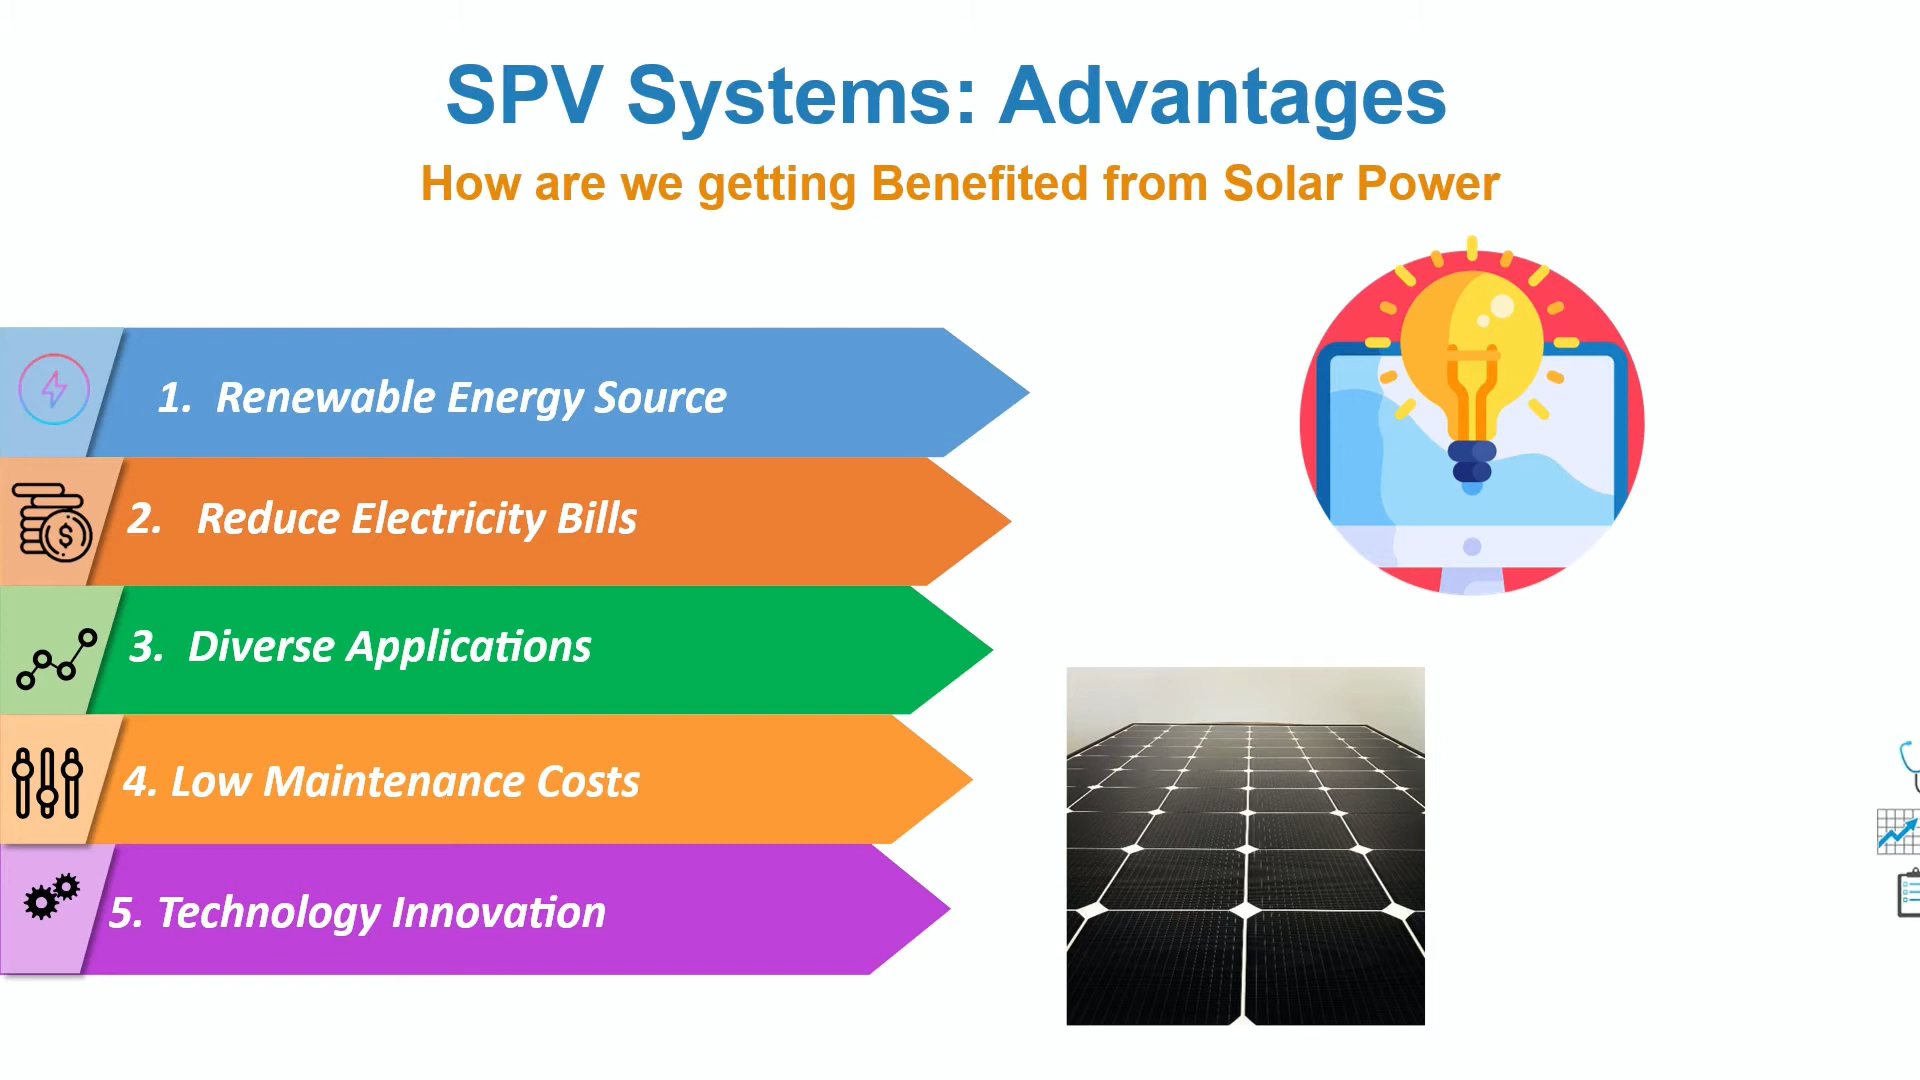 SPV Systems: Advantages
How are we getting Benefited from Solar Power
1. Renewable Energy Source
2. Reduce Electricity Bills
3. Diverse Applications
4. Low Maintenance Costs
5. Technology Innovation